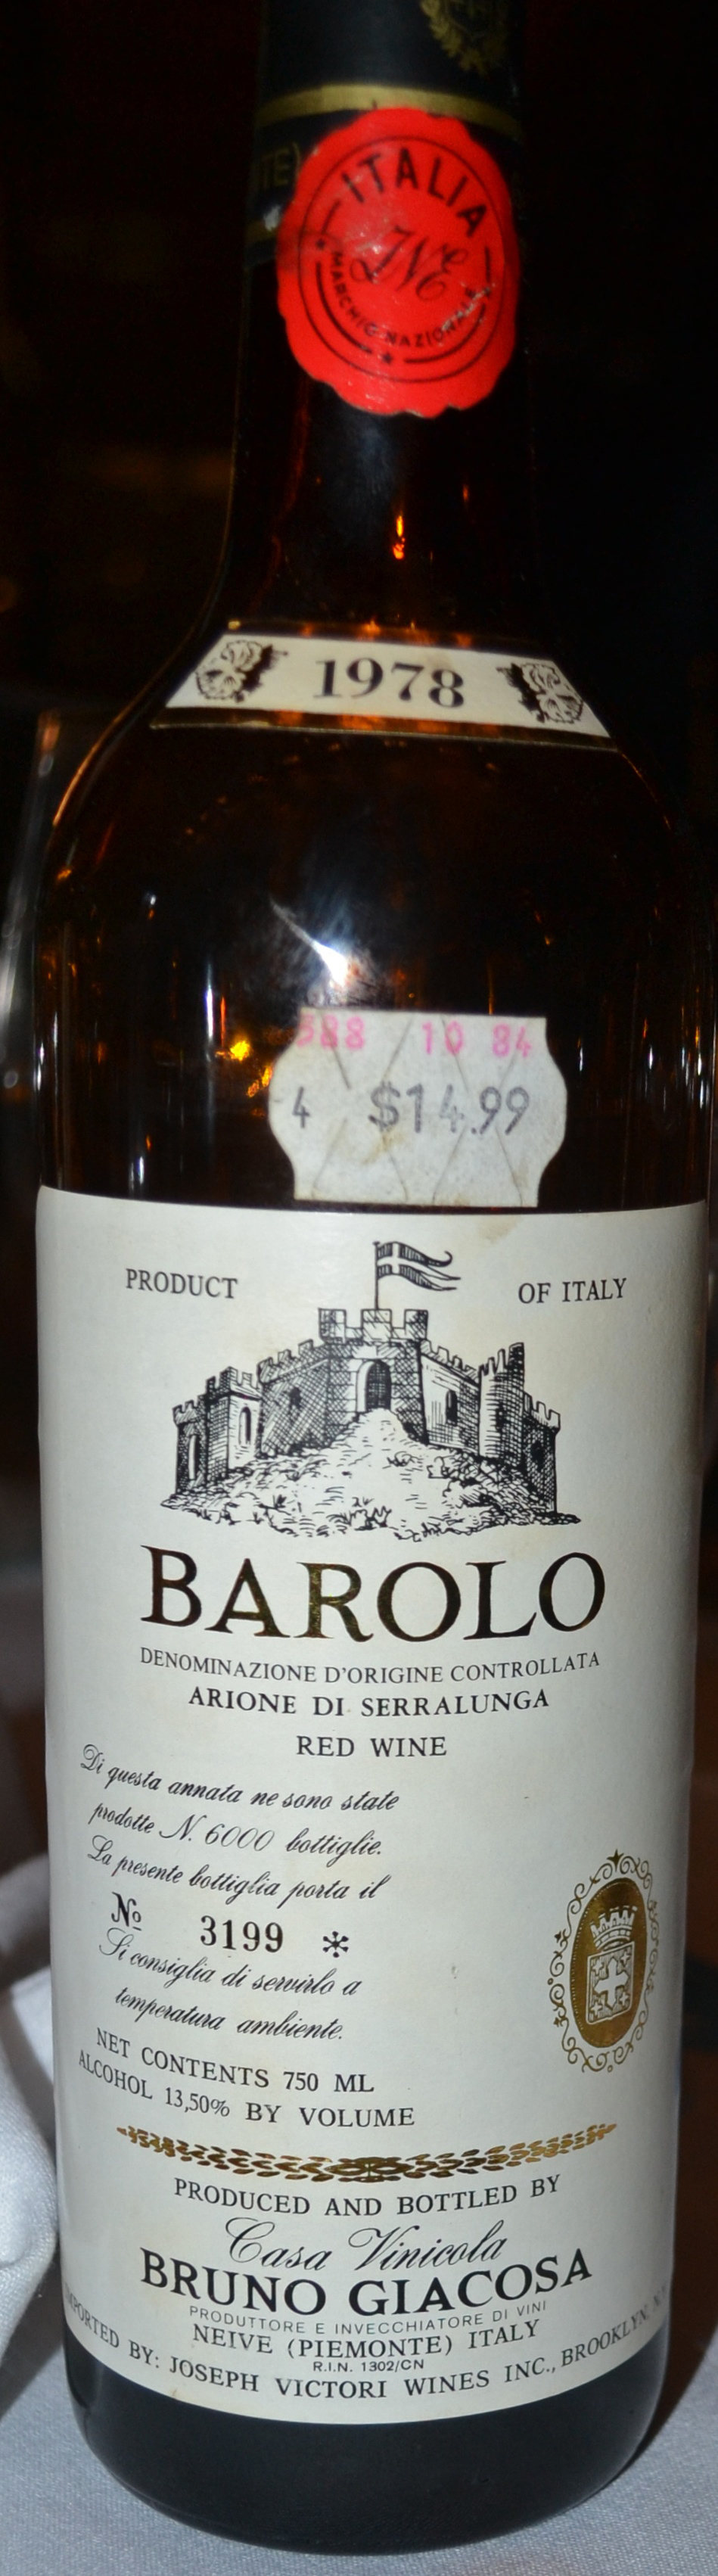 ITALIA
INE
MARCHIO NAZIONALE
1978
388 10 84
4 $14.99
PRODUCT OF ITALY
BAROLO
DENOMINAZIONE D'ORIGINE CONTROLLATA
ARIONE DI SERRALUNGA
RED WINE
Di questa annata ne sono state
prodotte N. 6000 bottiglie.
La presente bottiglia porta il
No 3199 *
Si consiglia di servirlo a
temperatura ambiente.
NET CONTENTS 750 ML
ALCOHOL 13,50% BY VOLUME
PRODUCED AND BOTTLED BY
Casa Vinicola
BRUNO GIACOSA
PRODUTTORE E INVECCHIATORE DI VINI
NEIVE (PIEMONTE) ITALY
R.I.N. 1302/CN
IMPORTED BY: JOSEPH VICTORI WINES INC., BROOKLYN, N.Y.